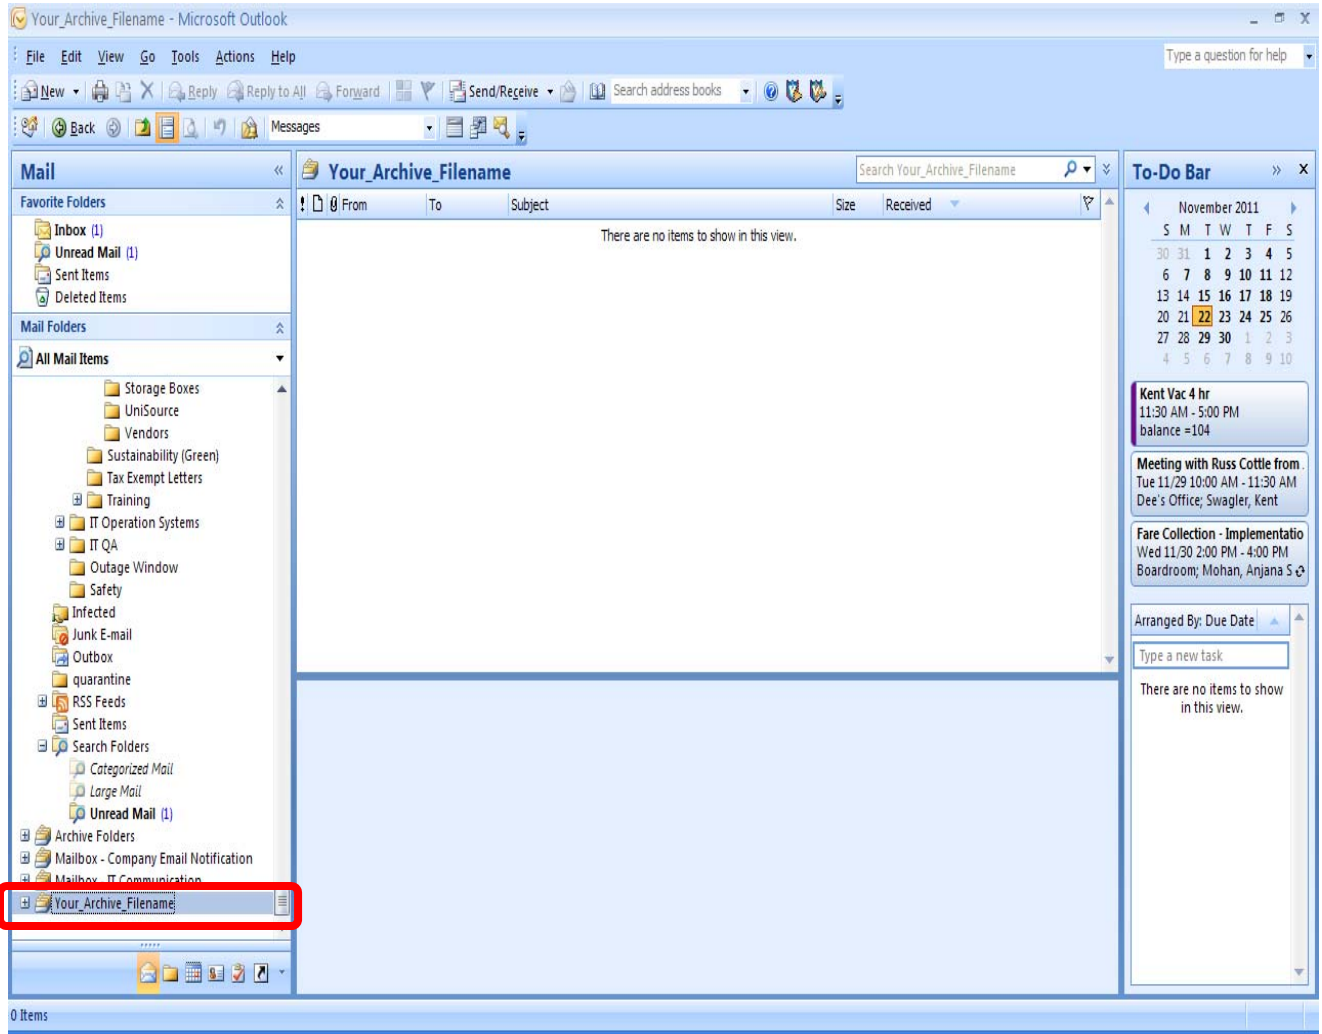 Your_Archive_Filename - Microsoft Outlook
File Edit View Go Tools Actions Help
Type a question for help
New Reply Reply to All Forward Send/Receive Search address books
Back Messages
Mail
Favorite Folders
Inbox (1)
Unread Mail (1)
Sent Items
Deleted Items
Mail Folders
All Mail Items
Storage Boxes
UniSource
Vendors
Sustainability (Green)
Tax Exempt Letters
Training
IT Operation Systems
IT QA
Outage Window
Safety
Infected
Junk E-mail
Outbox
quarantine
RSS Feeds
Sent Items
Search Folders
Categorized Mail
Large Mail
Unread Mail (1)
Archive Folders
Mailbox - Company Email Notification
Mailbox - IT Communication
Your_Archive_Filename
Your_Archive_Filename
Search Your_Archive_Filename
From To Subject Size Received
There are no items to show in this view.
To-Do Bar
November 2011
S M T W T F S
30 31 1 2 3 4 5
6 7 8 9 10 11 12
13 14 15 16 17 18 19
20 21 22 23 24 25 26
27 28 29 30 1 2 3
4 5 6 7 8 9 10
Kent Vac 4 hr
11:30 AM - 5:00 PM
balance =104
Meeting with Russ Cottle from .
Tue 11/29 10:00 AM - 11:30 AM
Dee's Office; Swagler, Kent
Fare Collection - Implementatio
Wed 11/30 2:00 PM - 4:00 PM
Boardroom; Mohan, Anjana S
Arranged By: Due Date
Type a new task
There are no items to show
in this view.
0 Items